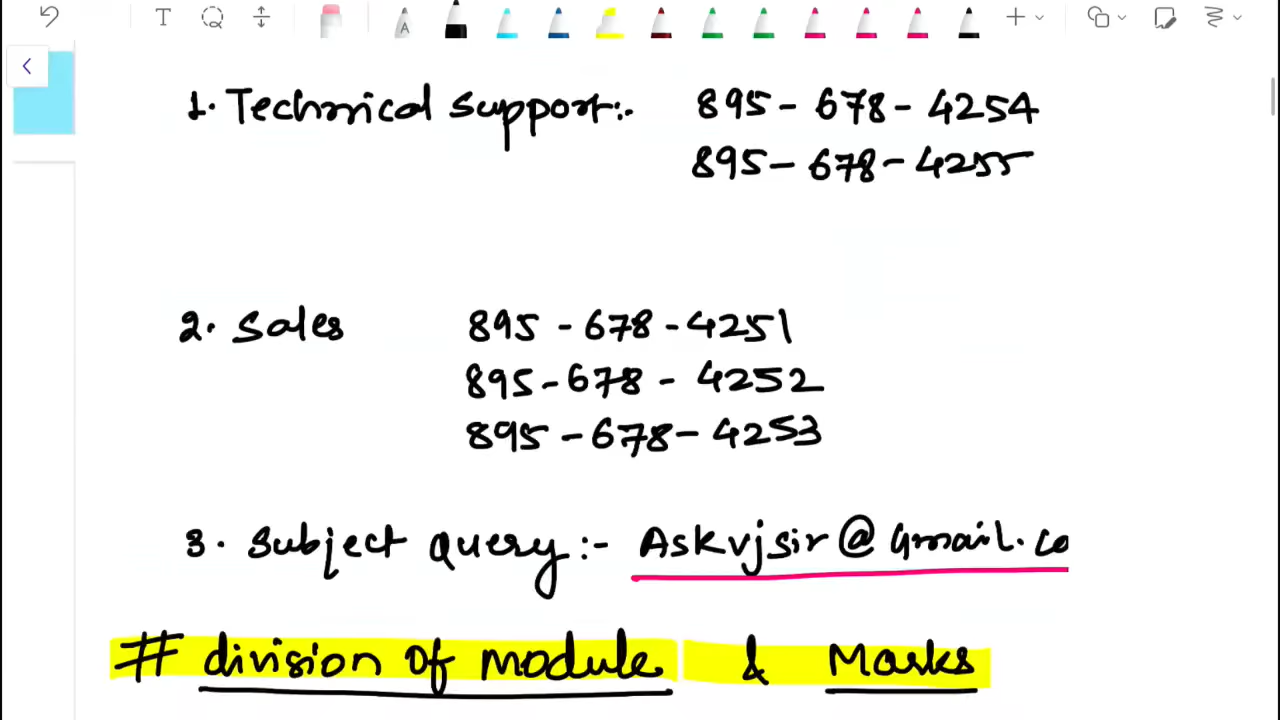 1. Technical support:- 895-678-4254
895-678-4255
2. Sales 895-678-4251
895-678-4252
895-678-4253
3. Subject query:- Askvjsir@gmail.co
# division of module & Marks